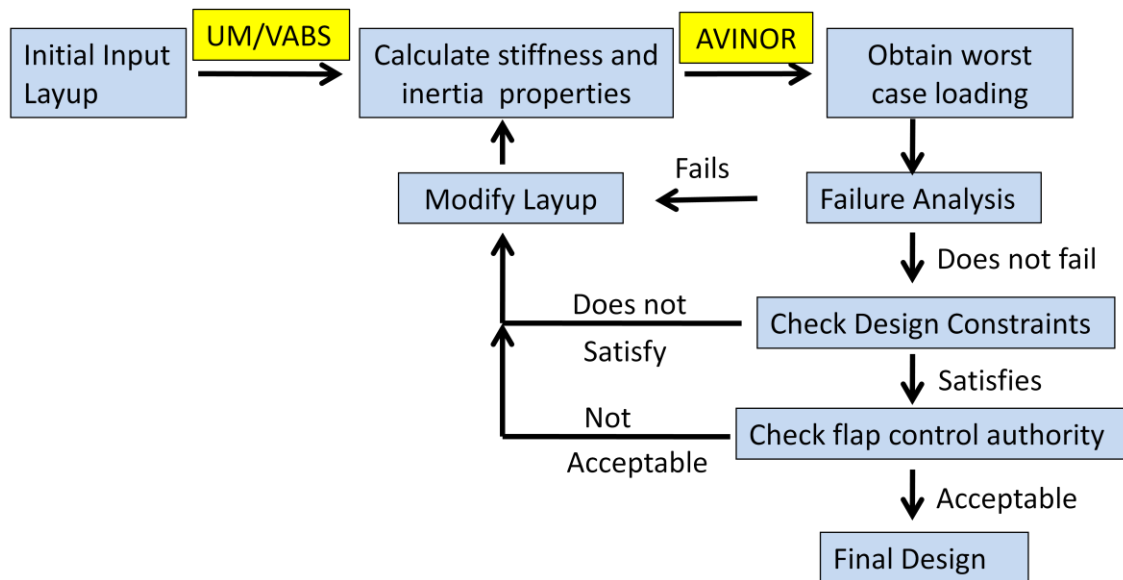 Initial Input
Layup
UM/VABS
Calculate stiffness and
inertia properties
AVINOR
Obtain worst
case loading
Fails
Modify Layup
Failure Analysis
Does not fail
Does not
Satisfy
Check Design Constraints
Satisfies
Not
Acceptable
Check flap control authority
Acceptable
Final Design